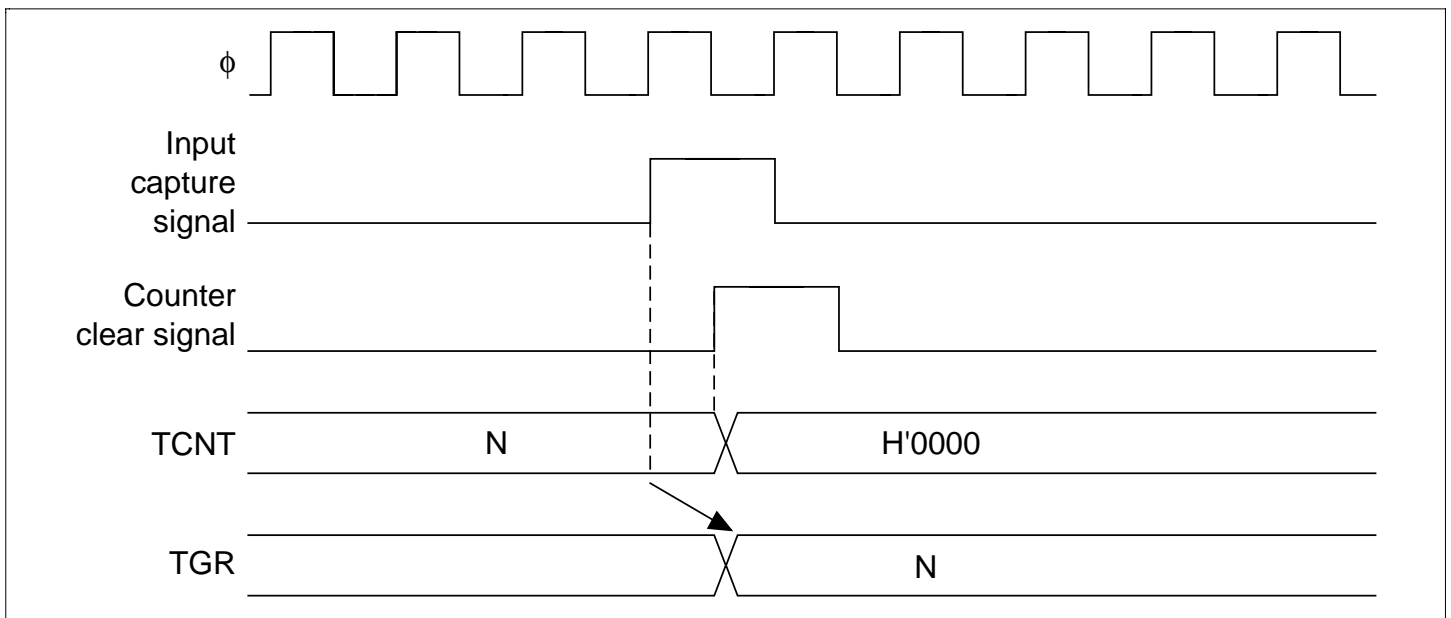 ϕ
Input
capture
signal
Counter
clear signal
TCNT
N
H'0000
TGR
N